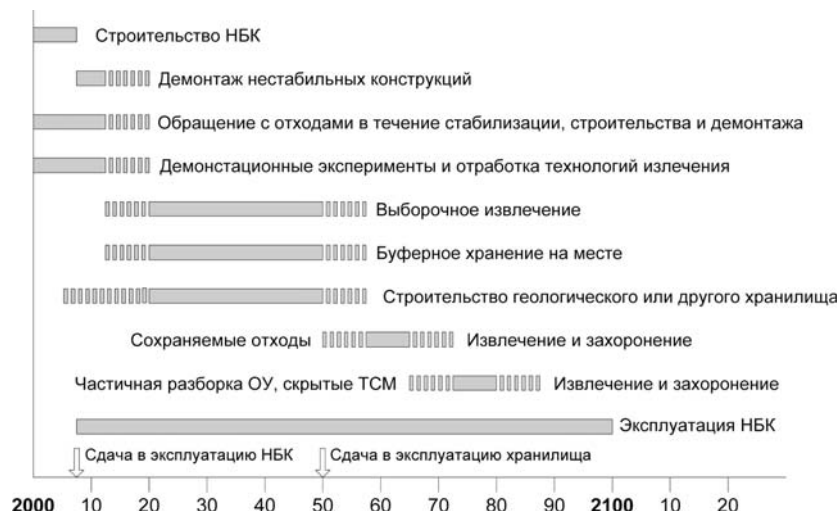 Строительство НБК
Демонтаж нестабильных конструкций
Обращение с отходами в течение стабилизации, строительства и демонтажа
Демонстационные эксперименты и отработка технологий излечения
Выборочное извлечение
Буферное хранение на месте
Строительство геологического или другого хранилища
Сохраняемые отходы Извлечение и захоронение
Частичная разборка ОУ, скрытые ТСМ Извлечение и захоронение
Эксплуатация НБК
Сдача в эксплуатацию НБК Сдача в эксплуатацию хранилища
2000 10 20 30 40 50 60 70 80 90 2100 10 20